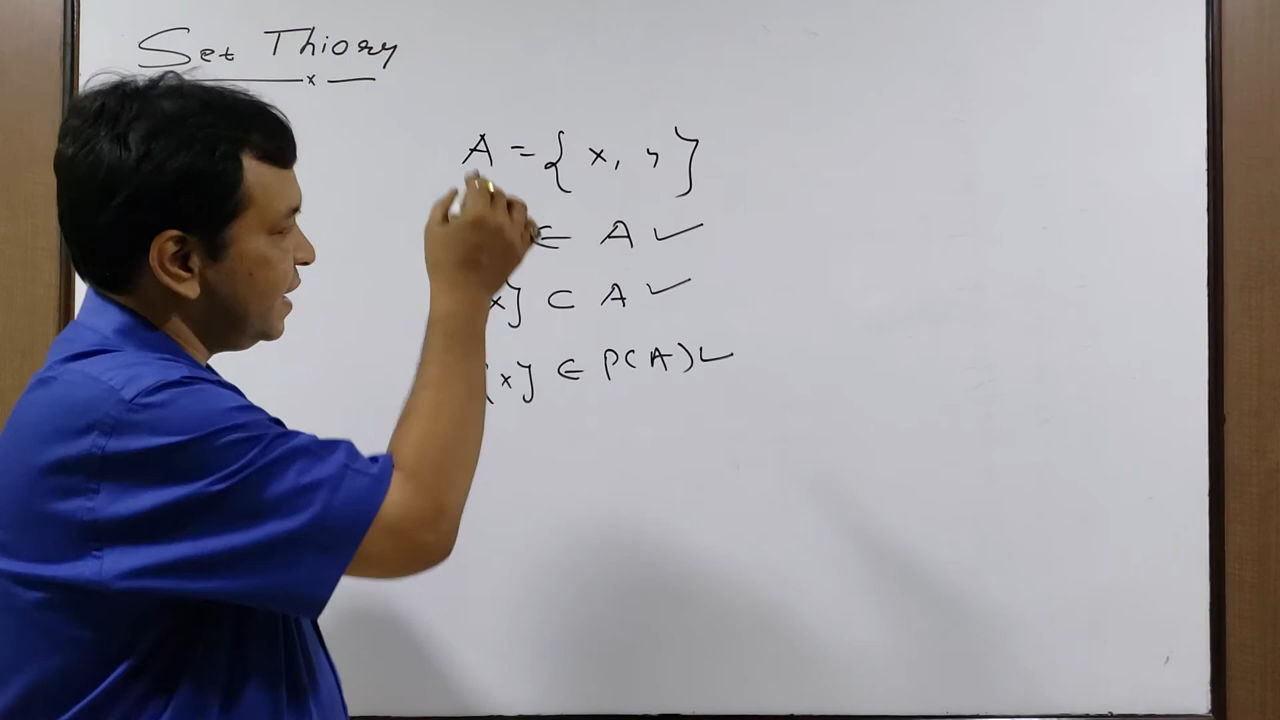 Set Thiory
x
A = { x, y }
∈ A ✓
x} ⊂ A ✓
{x} ∈ P(A) ✓